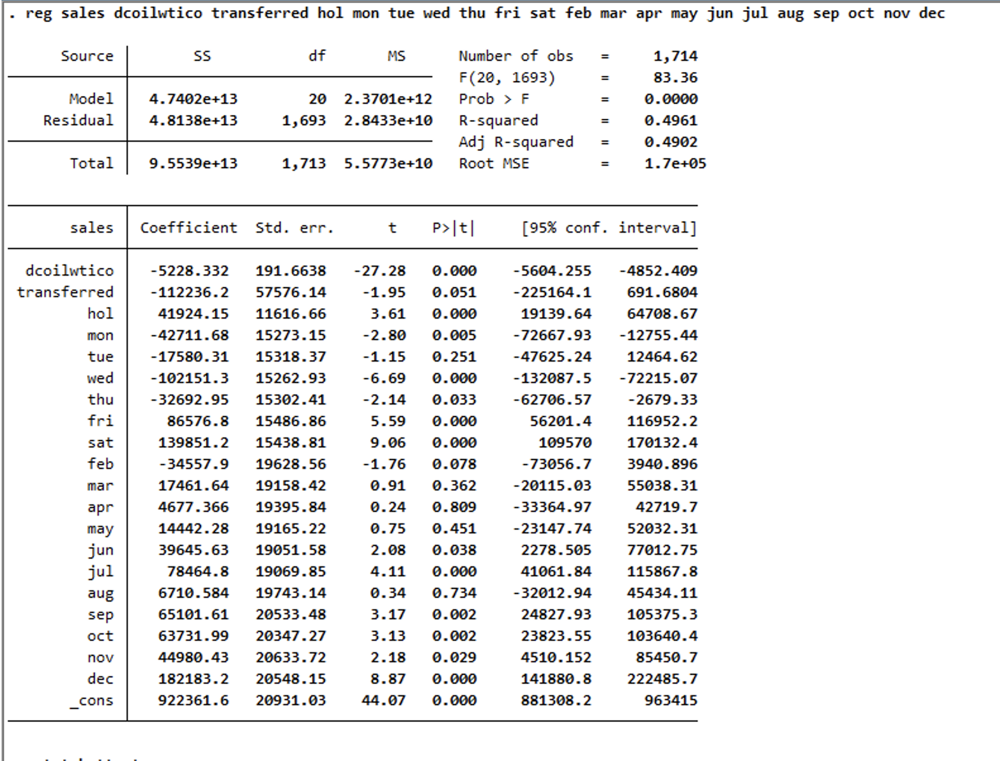 . reg sales dcoilwtico transferred hol mon tue wed thu fri sat feb mar apr may jun jul aug sep oct nov dec
Source SS df MS Number of obs = 1,714
F(20, 1693) = 83.36
Model 4.7402e+13 20 2.3701e+12 Prob > F = 0.0000
Residual 4.8138e+13 1,693 2.8433e+10 R-squared = 0.4961
Adj R-squared = 0.4902
Total 9.5539e+13 1,713 5.5773e+10 Root MSE = 1.7e+05
sales Coefficient Std. err. t P>|t| [95% conf. interval]
dcoilwtico -5228.332 191.6638 -27.28 0.000 -5604.255 -4852.409
transferred -112236.2 57576.14 -1.95 0.051 -225164.1 691.6804
hol 41924.15 11616.66 3.61 0.000 19139.64 64708.67
mon -42711.68 15273.15 -2.80 0.005 -72667.93 -12755.44
tue -17580.31 15318.37 -1.15 0.251 -47625.24 12464.62
wed -102151.3 15262.93 -6.69 0.000 -132087.5 -72215.07
thu -32692.95 15302.41 -2.14 0.033 -62706.57 -2679.33
fri 86576.8 15486.86 5.59 0.000 56201.4 116952.2
sat 139851.2 15438.81 9.06 0.000 109570 170132.4
feb -34557.9 19628.56 -1.76 0.078 -73056.7 3940.896
mar 17461.64 19158.42 0.91 0.362 -20115.03 55038.31
apr 4677.366 19395.84 0.24 0.809 -33364.97 42719.7
may 14442.28 19165.22 0.75 0.451 -23147.74 52032.31
jun 39645.63 19051.58 2.08 0.038 2278.505 77012.75
jul 78464.8 19069.85 4.11 0.000 41061.84 115867.8
aug 6710.584 19743.14 0.34 0.734 -32012.94 45434.11
sep 65101.61 20533.48 3.17 0.002 24827.93 105375.3
oct 63731.99 20347.27 3.13 0.002 23823.55 103640.4
nov 44980.43 20633.72 2.18 0.029 4510.152 85450.7
dec 182183.2 20548.15 8.87 0.000 141880.8 222485.7
_cons 922361.6 20931.03 44.07 0.000 881308.2 963415